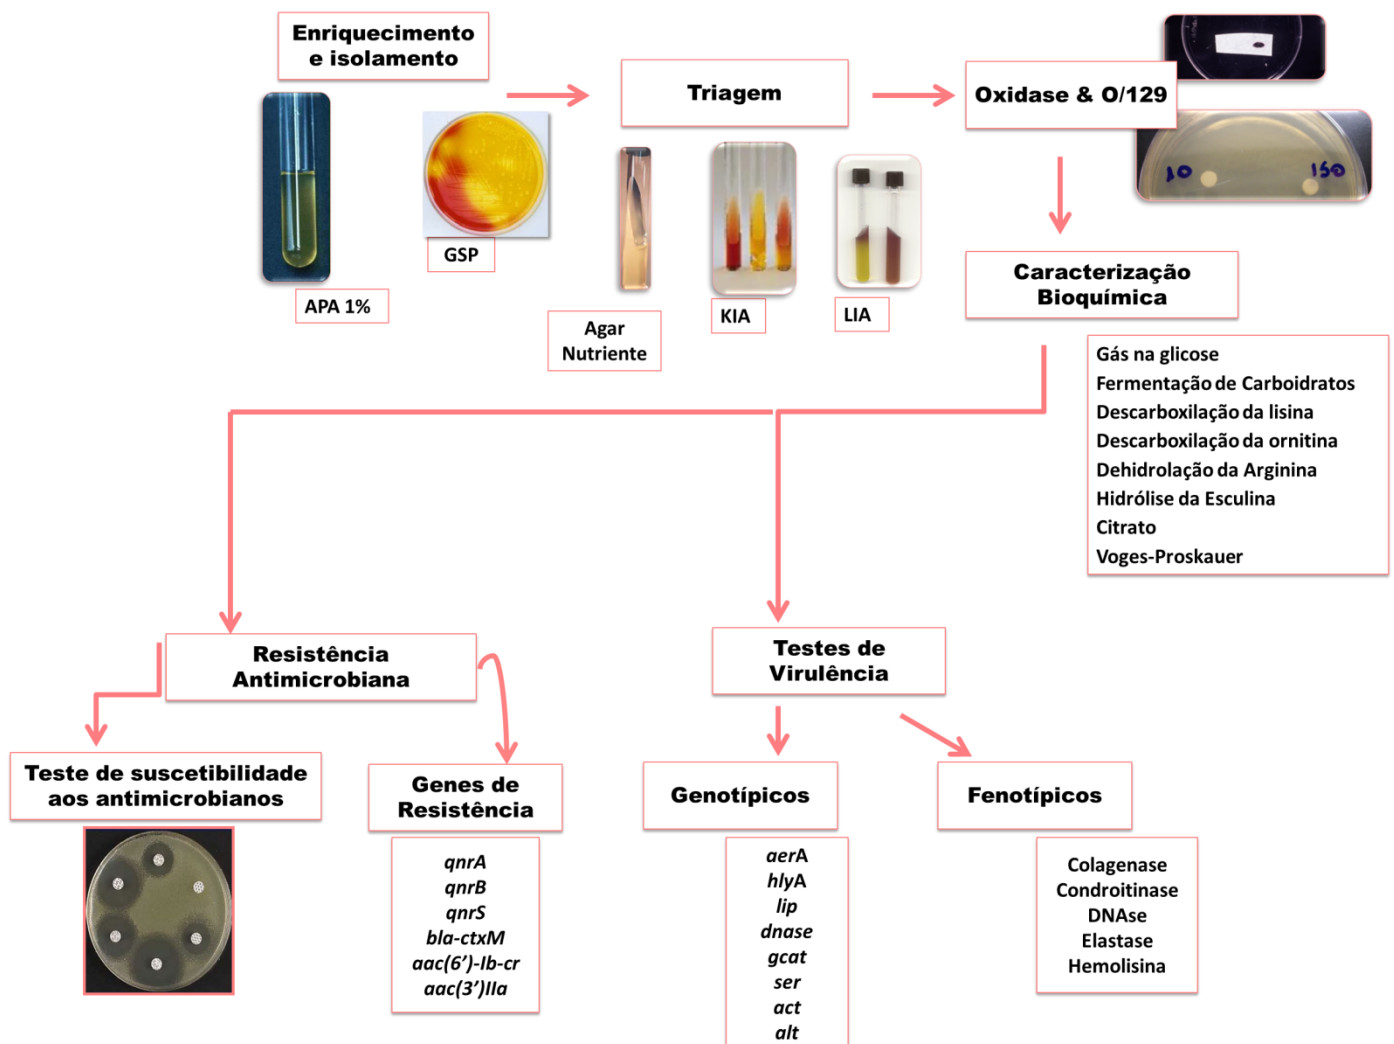 Enriquecimento
e isolamento
Triagem
Oxidase & O/129
10
150
GSP
APA 1%
Agar
Nutriente
KIA
LIA
Caracterização
Bioquímica
Gás na glicose
Fermentação de Carboidratos
Descarboxilação da lisina
Descarboxilação da ornitina
Dehidrolação da Arginina
Hidrólise da Esculina
Citrato
Voges-Proskauer
Resistência
Antimicrobiana
Testes de
Virulência
Teste de suscetibilidade
aos antimicrobianos
Genes de
Resistência
Genotípicos
Fenotípicos
qnrA
qnrB
qnrS
bla-ctxM
aac(6’)-Ib-cr
aac(3’)IIa
aerA
hlyA
lip
dnase
gcat
ser
act
alt
Colagenase
Condroitinase
DNAse
Elastase
Hemolisina